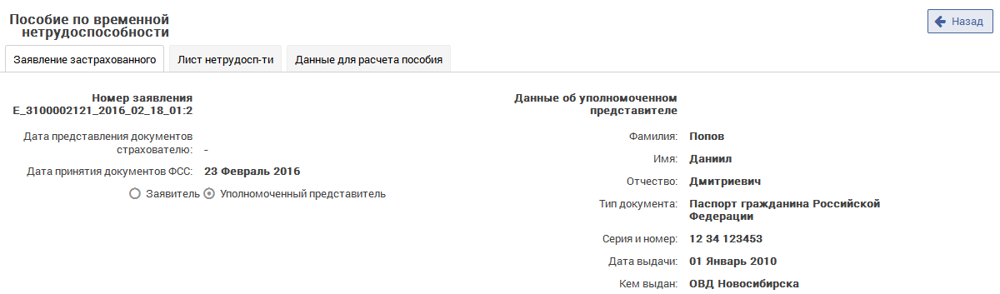 Пособие по временной
нетрудоспособности
Назад
Заявление застрахованного
Лист нетрудосп-ти
Данные для расчета пособия
Номер заявления
E_3100002121_2016_02_18_01:2
Дата представления документов
страхователю: -
Дата принятия документов ФСС: 23 Февраль 2016
Заявитель Уполномоченный представитель
Данные об уполномоченном
представителе
Фамилия: Попов
Имя: Даниил
Отчество: Дмитриевич
Тип документа: Паспорт гражданина Российской
Федерации
Серия и номер: 12 34 123453
Дата выдачи: 01 Январь 2010
Кем выдан: ОВД Новосибирска